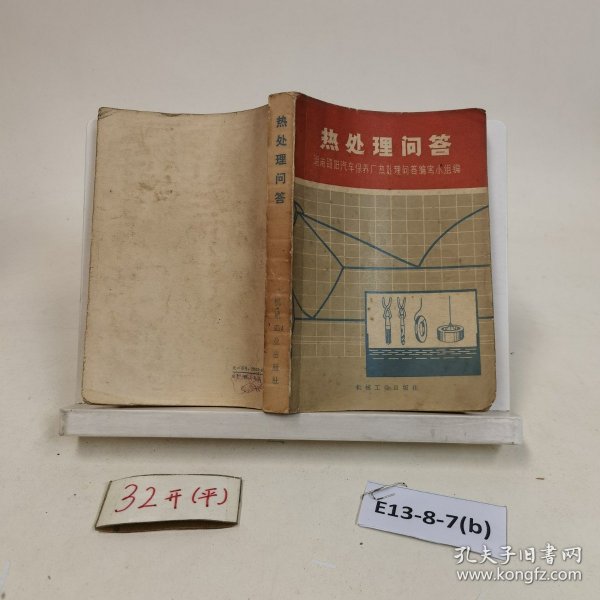 热处理问答
湖南邵阳汽车保养厂热处理问答编写小组编
机械工业出版社
热处理问答
机械工业出版社
32开(平)
E13-8-7(b)
孔夫子旧书网
www.kongfz.com